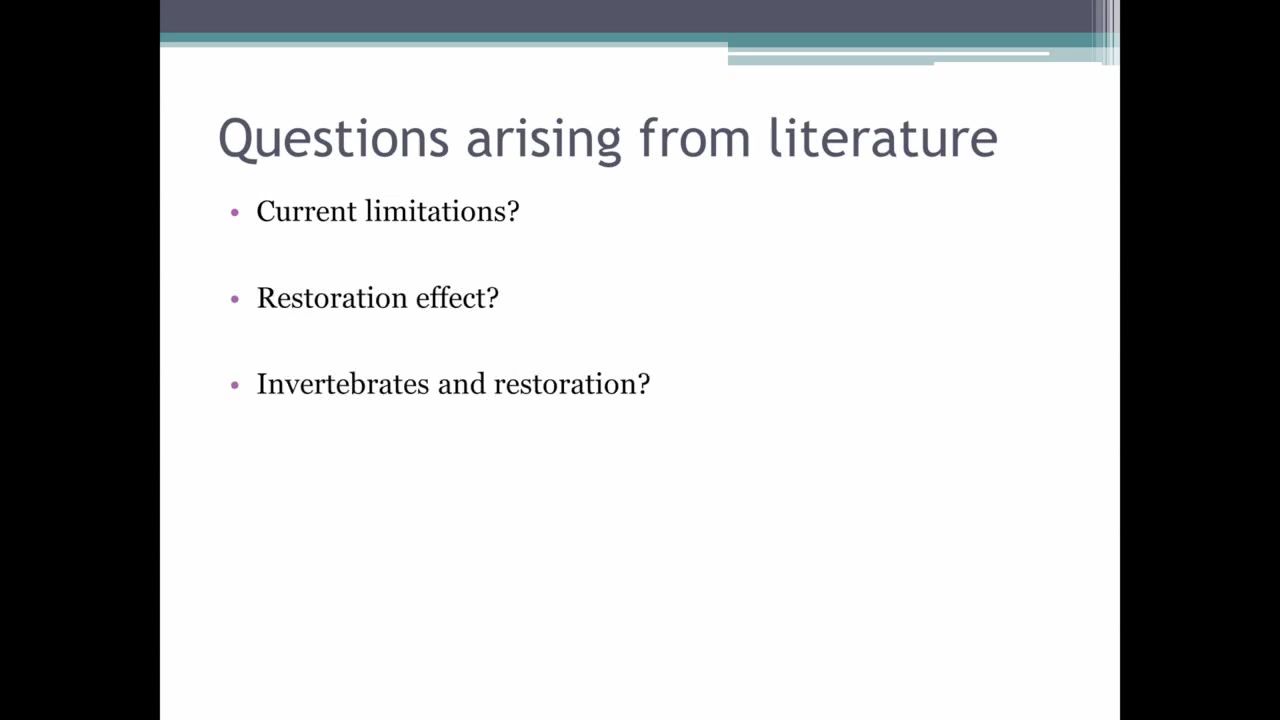 Questions arising from literature
• Current limitations?
• Restoration effect?
• Invertebrates and restoration?